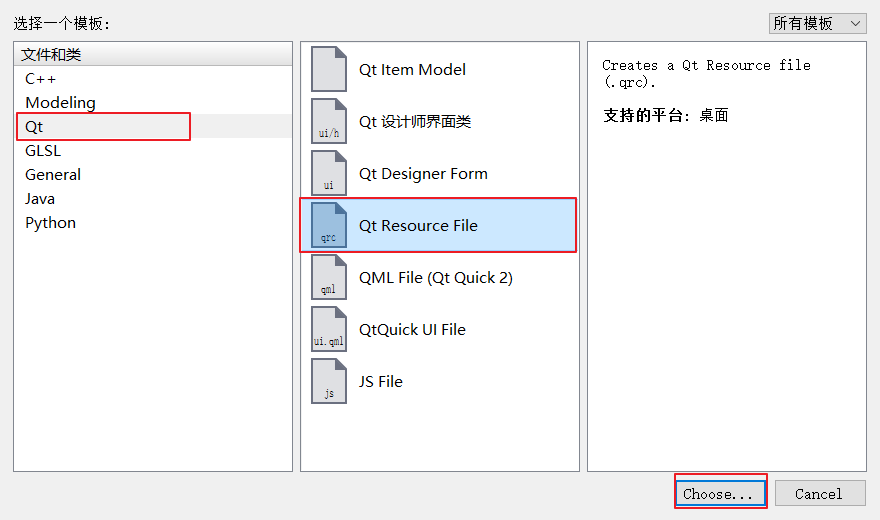 选择一个模板:
所有模板
文件和类
C++
Modeling
Qt
GLSL
General
Java
Python
Qt Item Model
ui/h
Qt 设计师界面类
ui
Qt Designer Form
qrc
Qt Resource File
qml
QML File (Qt Quick 2)
ui.qml
QtQuick UI File
js
JS File
Creates a Qt Resource file
(.qrc).
支持的平台: 桌面
Choose...
Cancel